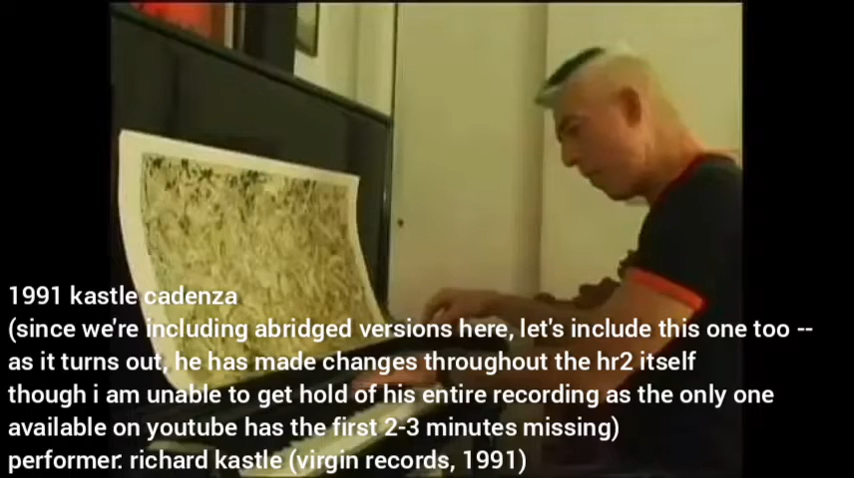 1991 kastle cadenza
(since we're including abridged versions here, let's include this one too --
as it turns out, he has made changes throughout the hr2 itself
though i am unable to get hold of his entire recording as the only one
available on youtube has the first 2-3 minutes missing)
performer: richard kastle (virgin records, 1991)